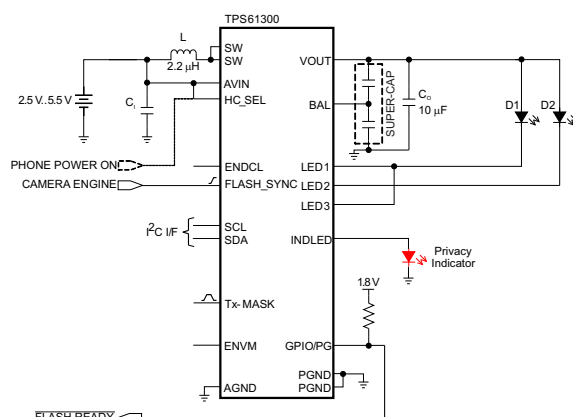 TPS61300
L
2.2 µH
SW
SW
AVIN
HC_SEL
2.5 V..5.5 V
CI
PHONE POWER ON
CAMERA ENGINE
ENDCL
FLASH_SYNC
I²C I/F
SCL
SDA
Tx-MASK
ENVM
AGND
VOUT
BAL
SUPER-CAP
CO
10 µF
D1
D2
LED1
LED2
LED3
INDLED
Privacy
Indicator
1.8 V
GPIO/PG
PGND
PGND
FLASH READY